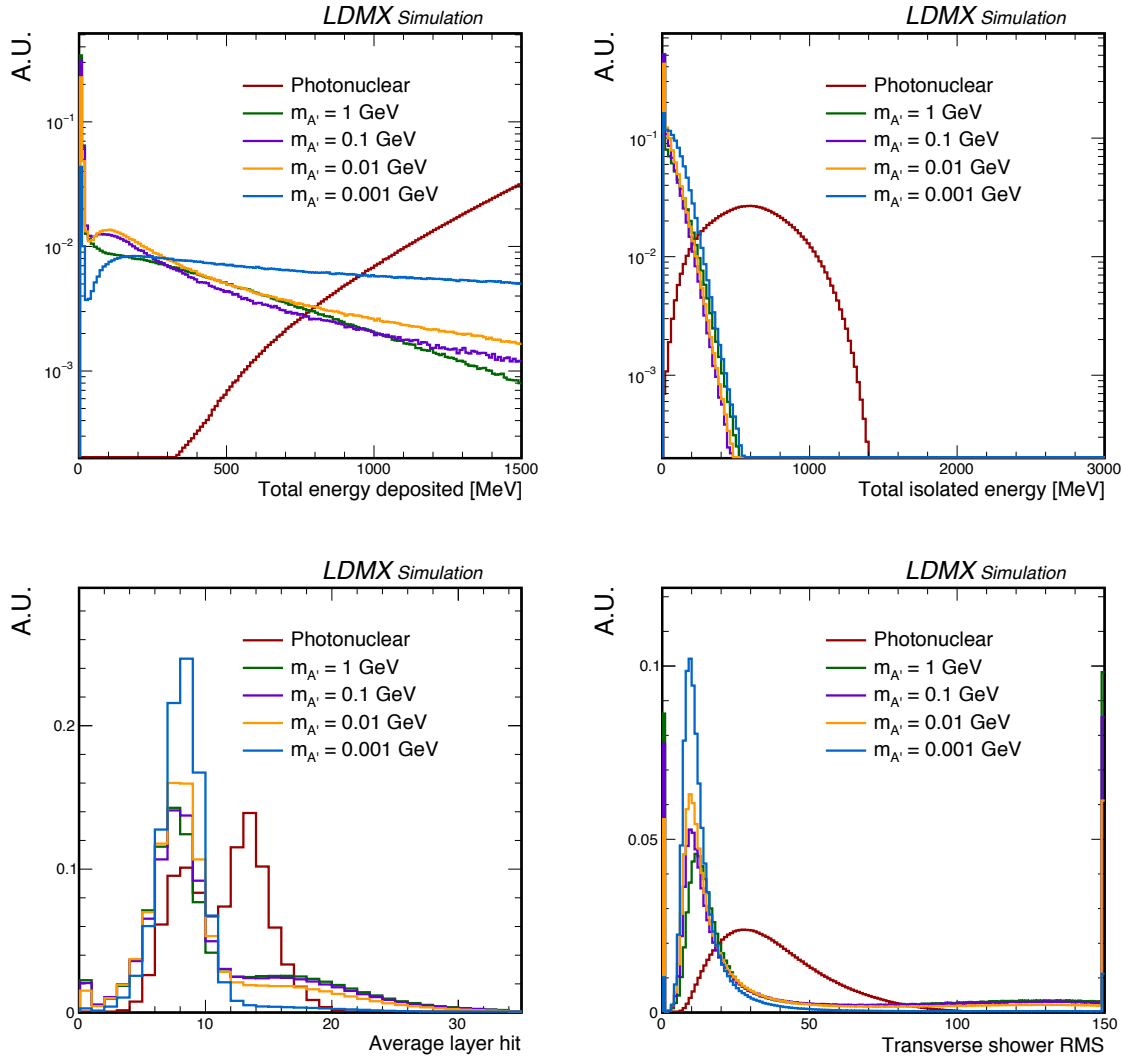 LDMX Simulation
A.U.
Photonuclear
m_A' = 1 GeV
m_A' = 0.1 GeV
m_A' = 0.01 GeV
m_A' = 0.001 GeV
10^−1
10^−2
10^−3
0 500 1000 1500
Total energy deposited [MeV]
LDMX Simulation
A.U.
Photonuclear
m_A' = 1 GeV
m_A' = 0.1 GeV
m_A' = 0.01 GeV
m_A' = 0.001 GeV
10^−1
10^−2
10^−3
0 1000 2000 3000
Total isolated energy [MeV]
LDMX Simulation
A.U.
Photonuclear
m_A' = 1 GeV
m_A' = 0.1 GeV
m_A' = 0.01 GeV
m_A' = 0.001 GeV
0.2
0.1
0
0 10 20 30
Average layer hit
LDMX Simulation
A.U.
Photonuclear
m_A' = 1 GeV
m_A' = 0.1 GeV
m_A' = 0.01 GeV
m_A' = 0.001 GeV
0.1
0.05
0
0 50 100 150
Transverse shower RMS